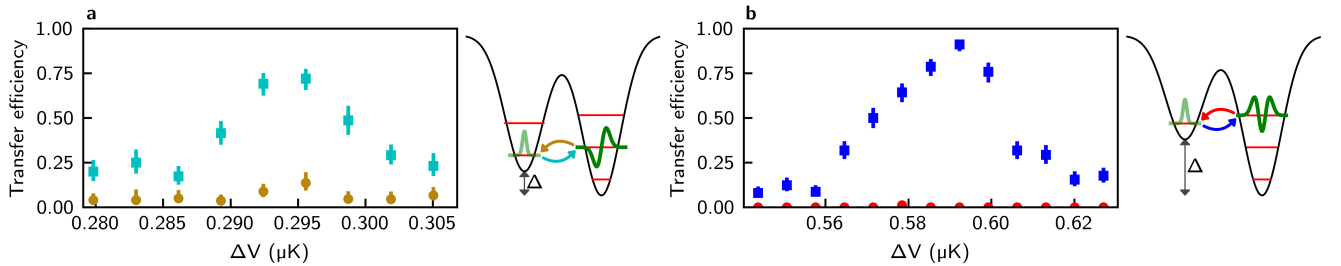 a
Transfer efficiency
1.00
0.75
0.50
0.25
0.00
0.280 0.285 0.290 0.295 0.300 0.305
ΔV (μK)
Δ
b
Transfer efficiency
1.00
0.75
0.50
0.25
0.00
0.56 0.58 0.60 0.62
ΔV (μK)
Δ